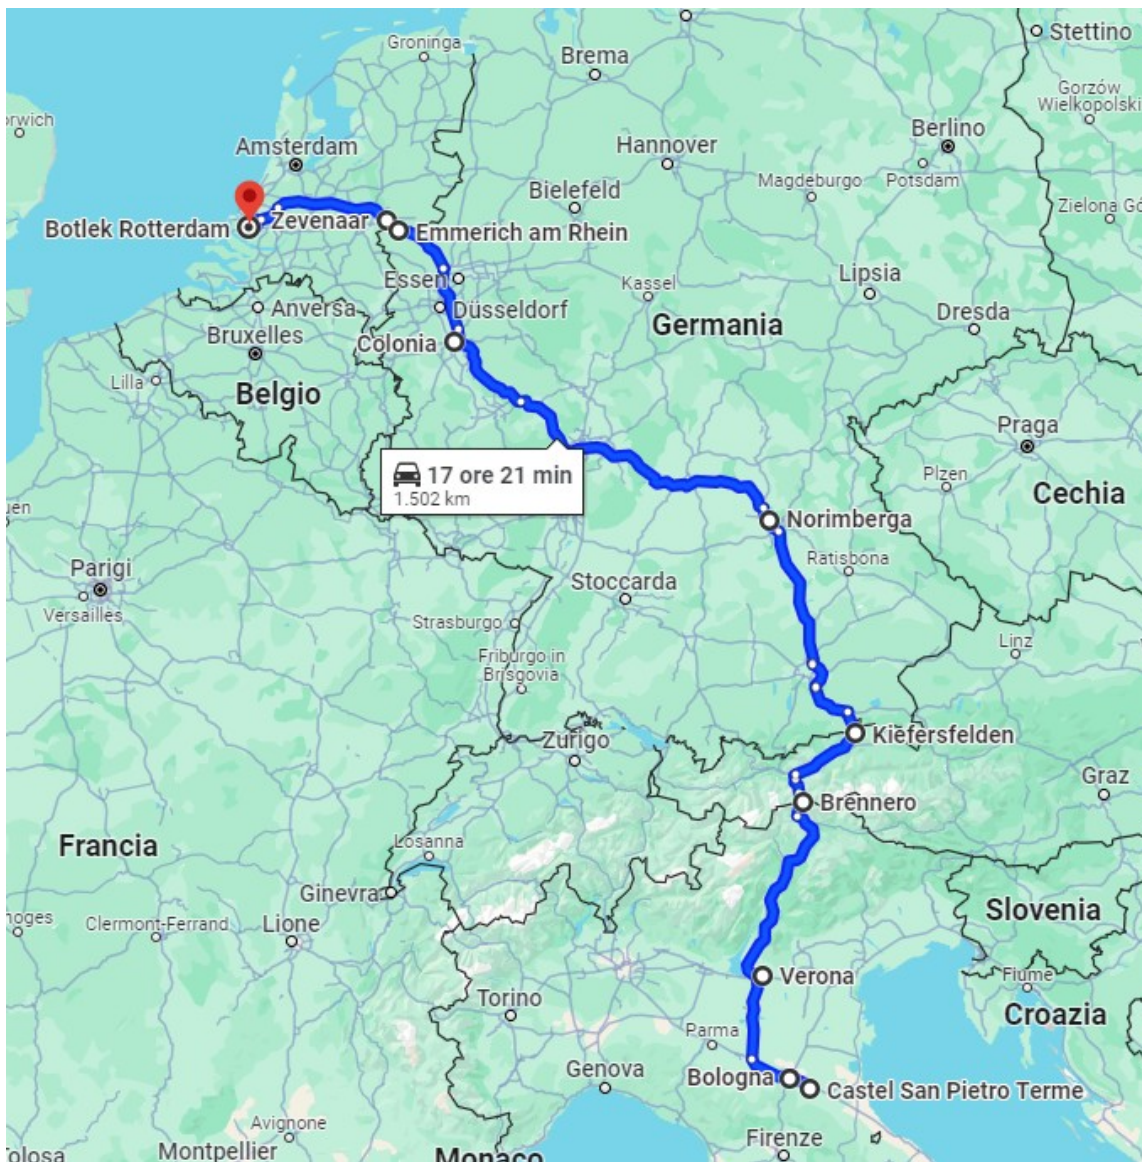 Groninga
Brema
Stettino
Gorzów
Wielkopolski
orwich
Amsterdam
Hannover
Berlino
Potsdam
Magdeburgo
Bielefeld
Zielona Gó
Botlek Rotterdam
Zevenaar
Emmerich am Rhein
Essen
Kassel
Lipsia
Anversa
Düsseldorf
Dresda
Bruxelles
Germania
Colonia
Lilla
Belgio
Praga
17 ore 21 min
1.502 km
Plzen
Cechia
uen
Norimberga
Ratisbona
Parigi
Versailles
Stoccarda
Strasburgo
Linz
Friburgo in
Brisgovia
Zurigo
Kiefersfelden
Graz
Brennero
Francia
Losanna
Ginevra
Slovenia
moges
Clermont-Ferrand
Lione
Verona
Fiume
Torino
Croazia
Parma
Genova
Bologna
Castel San Pietro Terme
Avignone
Firenze
olosa
Montpellier
Monaco